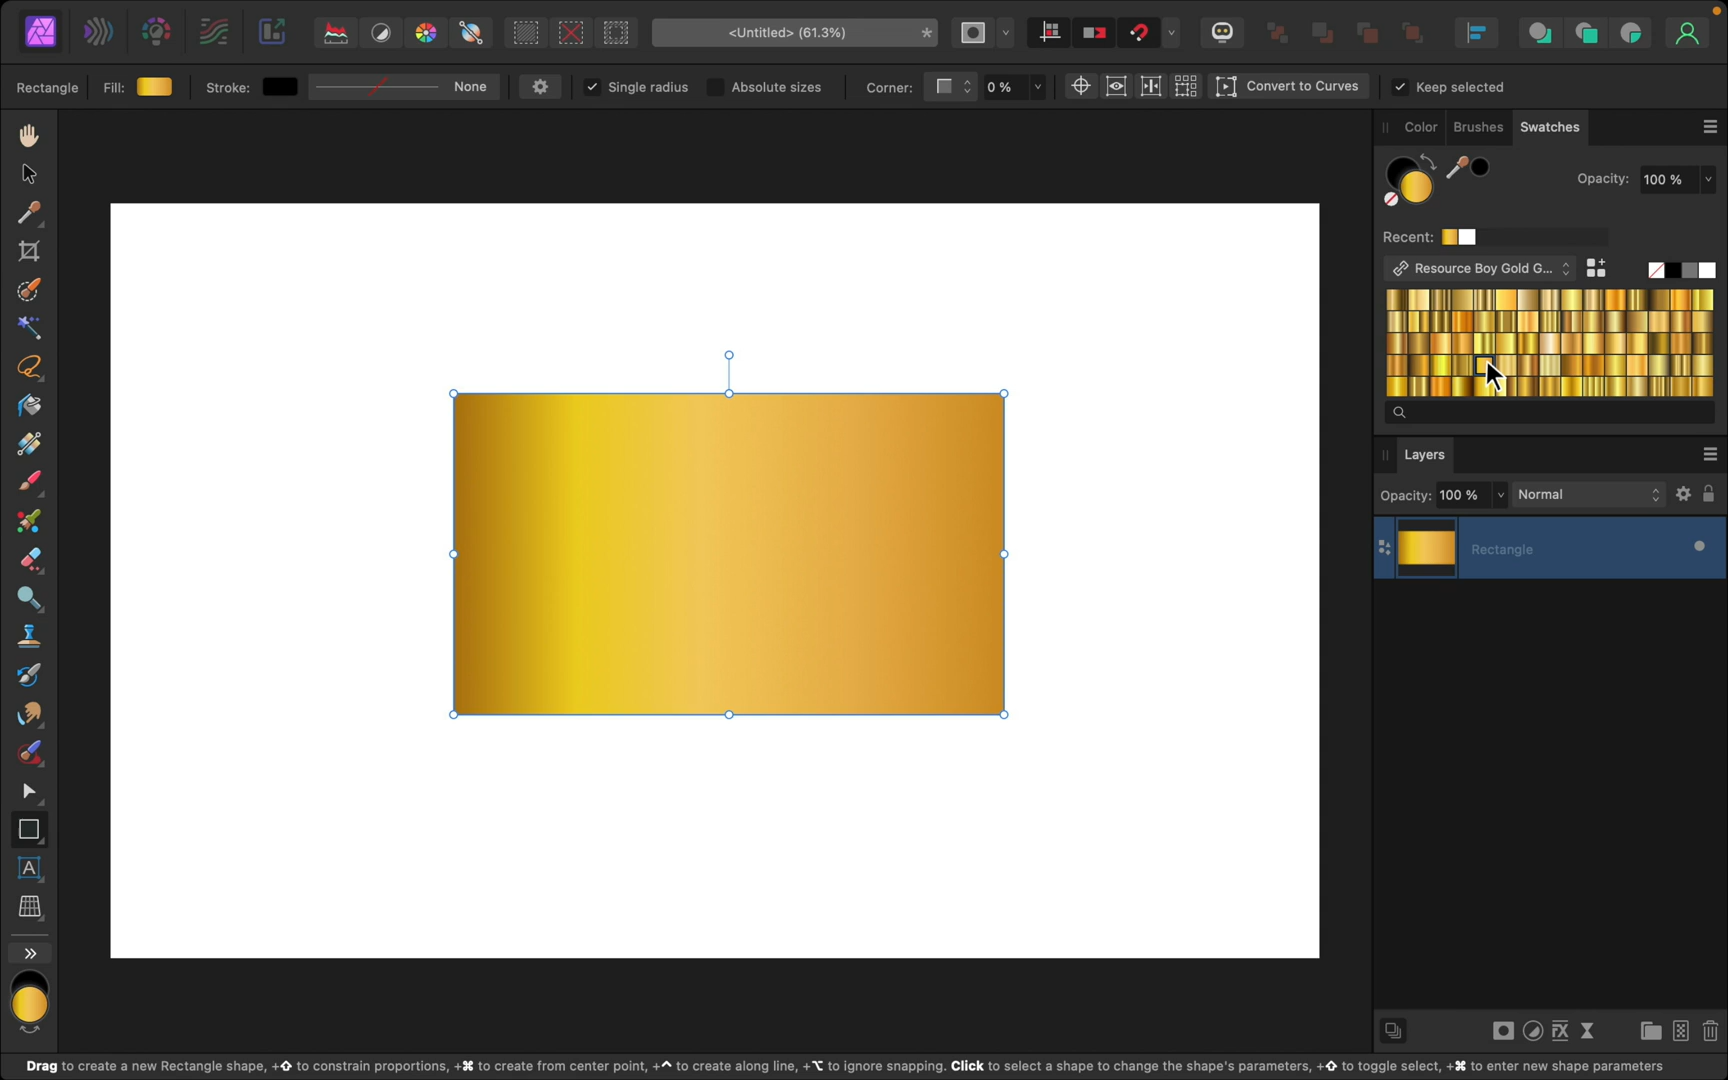 <Untitled> (61.3%)
*
Rectangle
Fill:
Stroke:
None
Single radius
Absolute sizes
Corner:
0 %
Convert to Curves
Keep selected
Color
Brushes
Swatches
Opacity:
100 %
Recent:
Resource Boy Gold G...
Layers
Opacity:
100 %
Normal
Rectangle
A
FX
Drag to create a new Rectangle shape, +⇧ to constrain proportions, +⌘ to create from center point, +⌃ to create along line, +⌥ to ignore snapping. Click to select a shape to change the shape's parameters, +⇧ to toggle select, +⌘ to enter new shape parameters